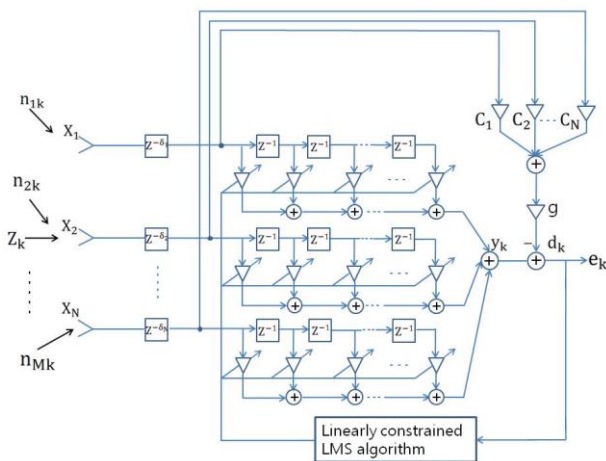 n1k
X1
Z-δ1
Z-1
Z-1
Z-1
C1
C2
CN
n2k
Zk
X2
Z-δ2
Z-1
Z-1
Z-1
g
yk
−
dk
ek
XN
nMk
Z-δN
Z-1
Z-1
Z-1
Linearly constrained
LMS algorithm